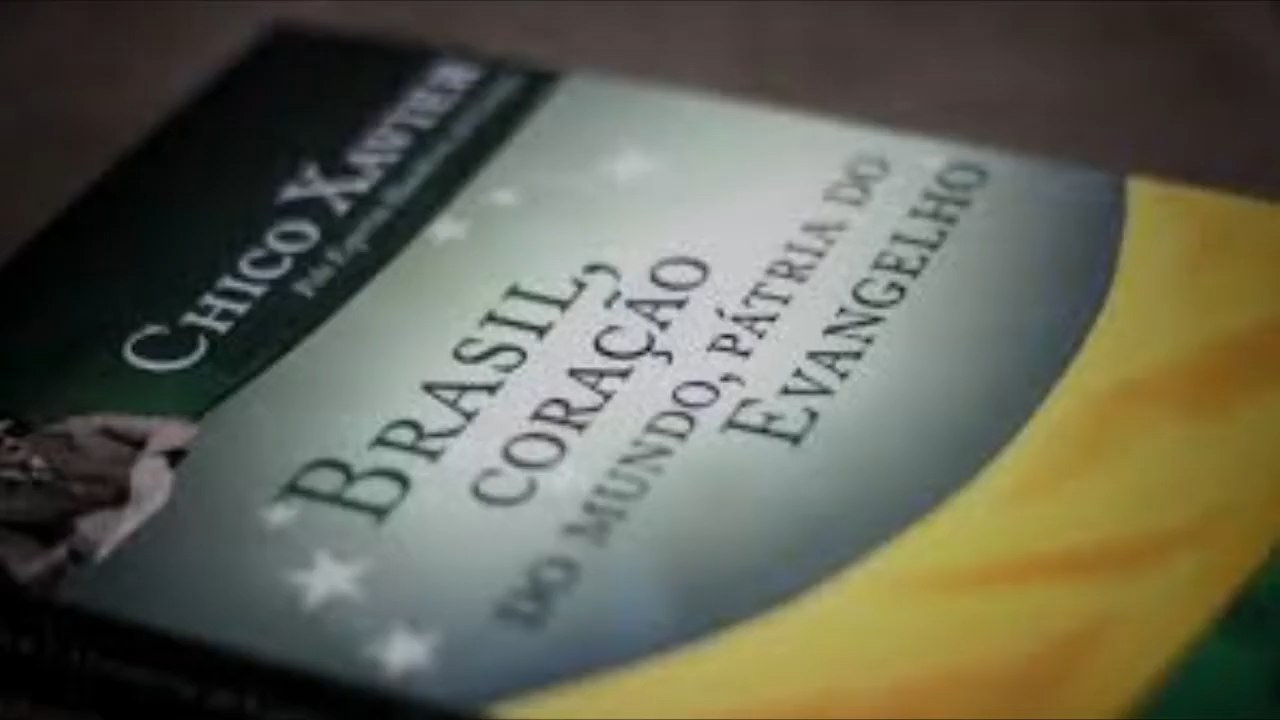 CHICO XAVIER
BRASIL,
CORAÇÃO
DO MUNDO, PÁTRIA DO
EVANGELHO